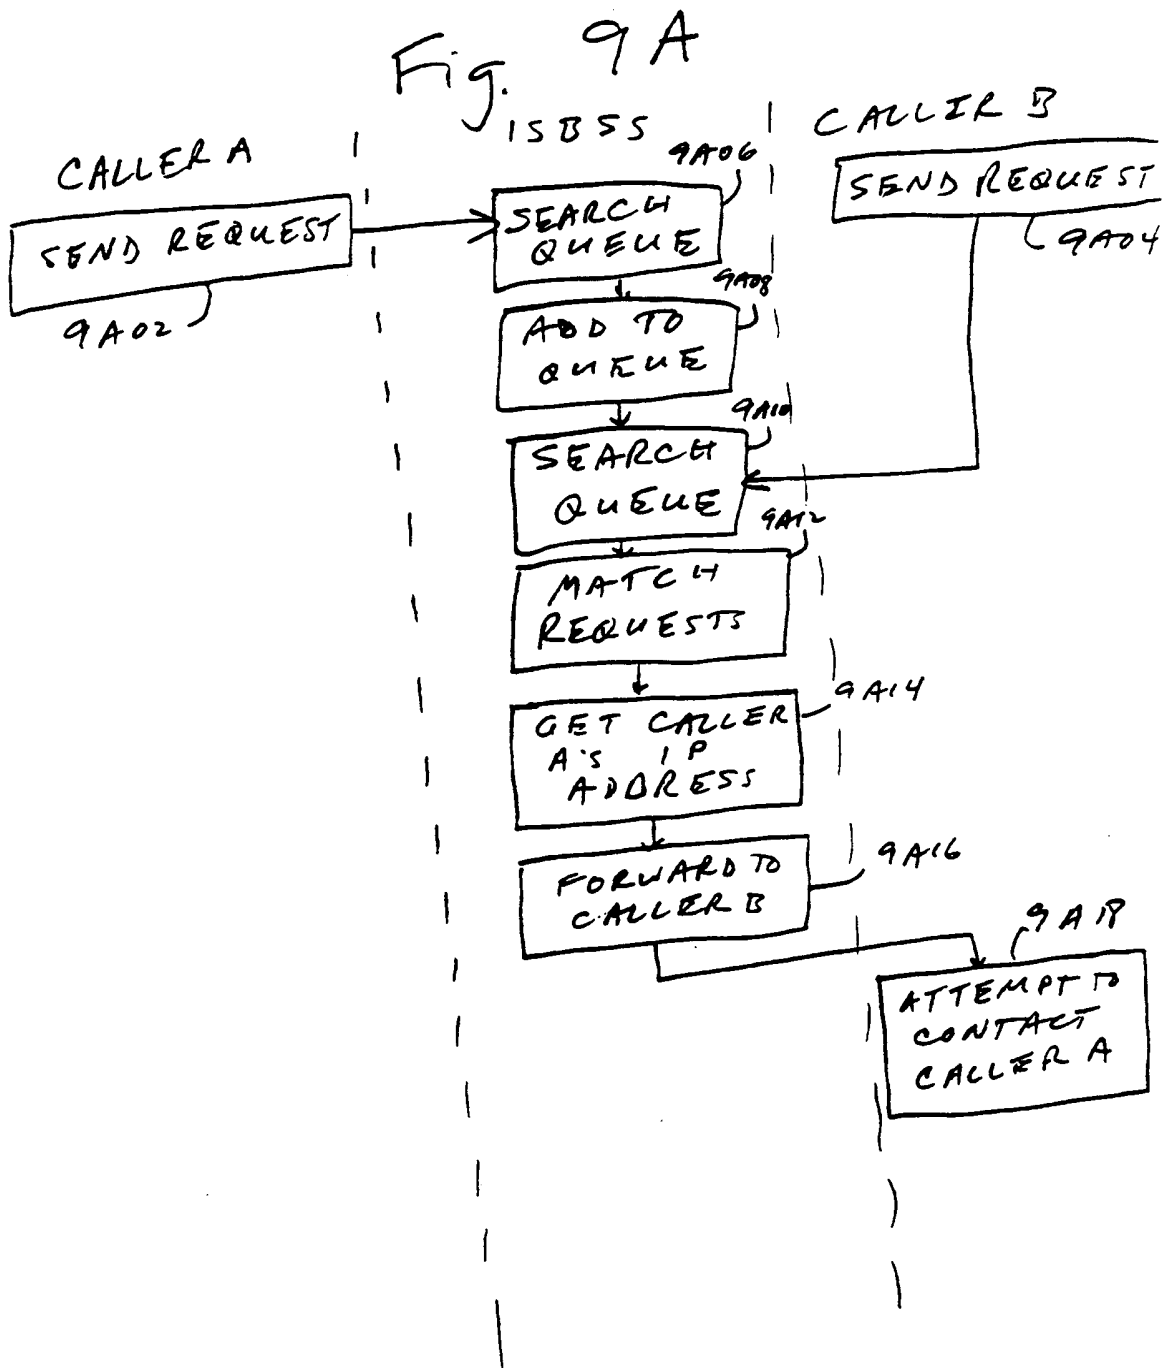 Fig. 9A
CALLER A
ISBSS
CALLER B
SEND REQUEST
9A02
9A06
SEARCH
QUEUE
SEND REQUEST
9A04
9A08
ADD TO
QUEUE
9A10
SEARCH
QUEUE
9A12
MATCH
REQUESTS
9A14
GET CALLER
A's IP
ADDRESS
9A16
FORWARD TO
CALLER B
9A18
ATTEMPT TO
CONTACT
CALLER A